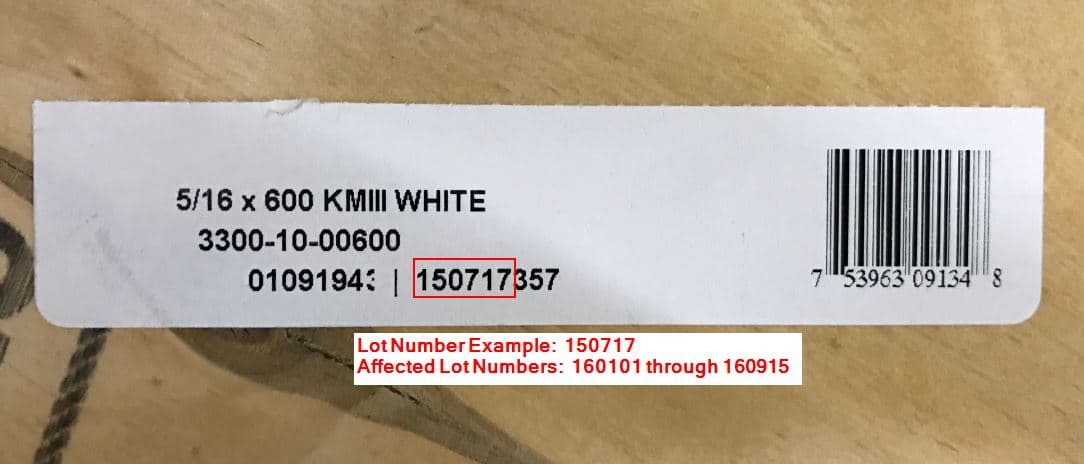 5/16 x 600 KMIII WHITE
3300-10-00600
01091943 | 150717357
7 53963 09134 8
Lot Number Example: 150717
Affected Lot Numbers: 160101 through 160915